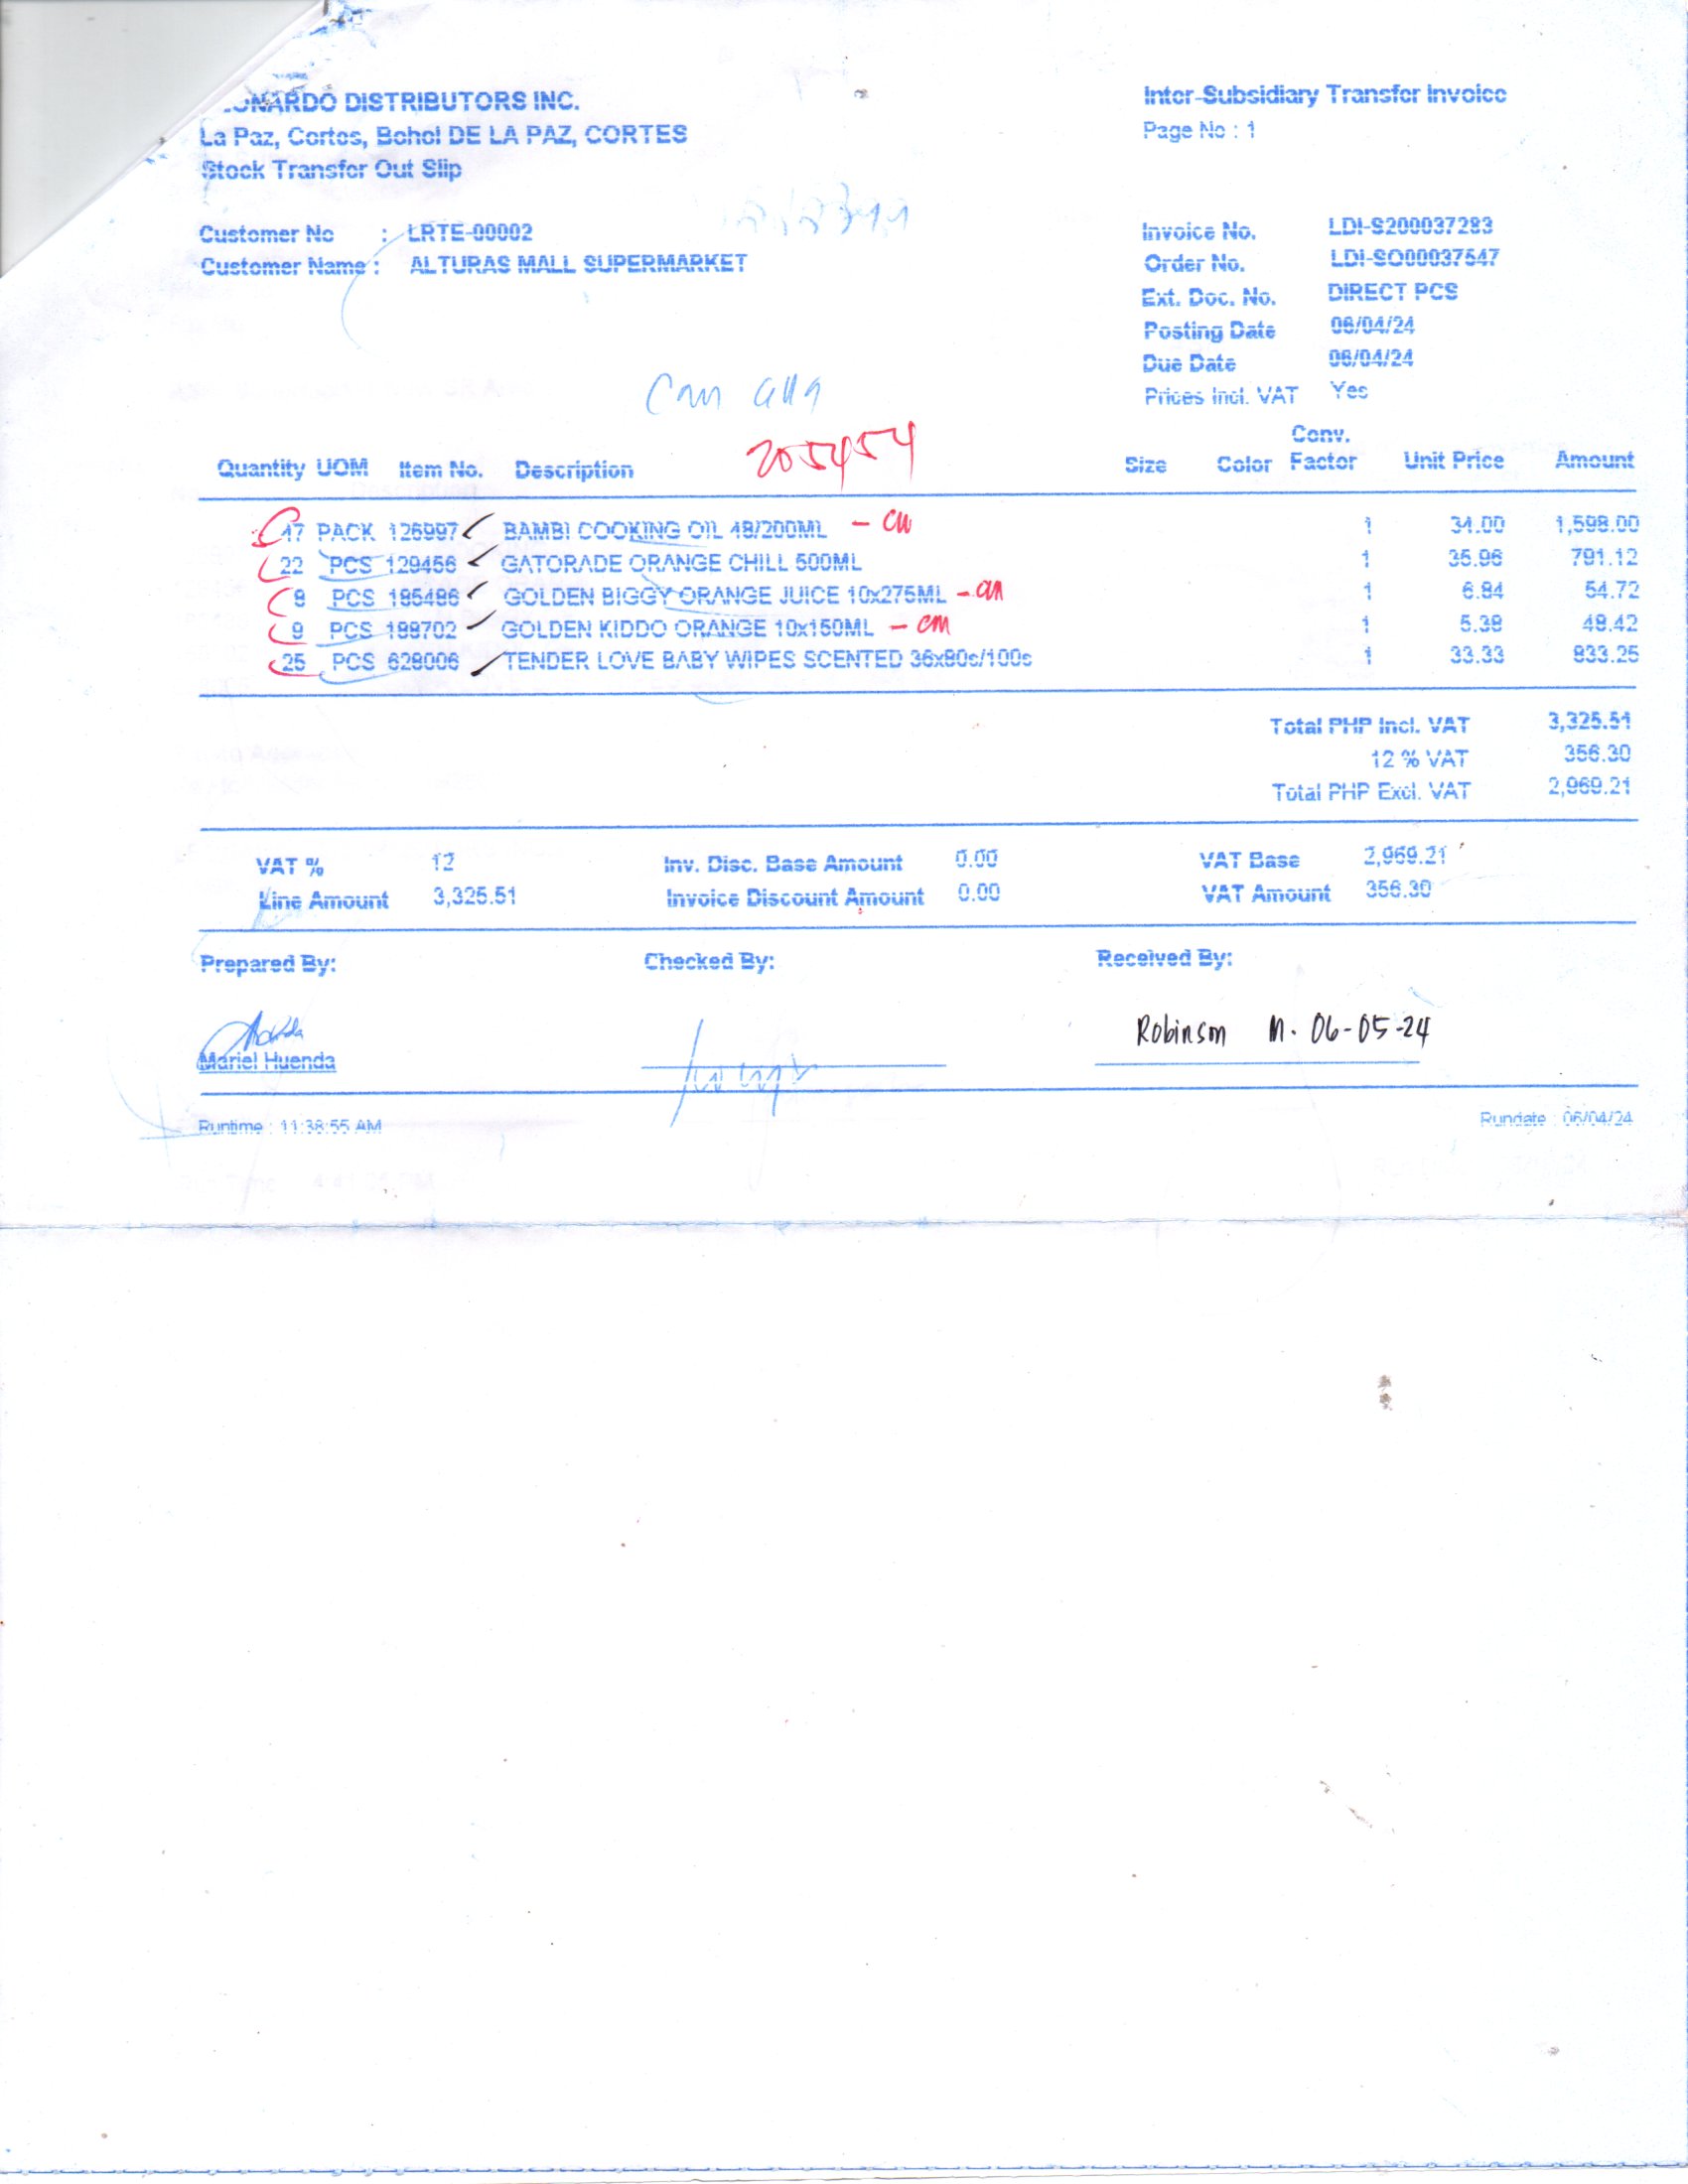 ONARDO DISTRIBUTORS INC.
La Paz, Cortes, Bohol DE LA PAZ, CORTES
Stock Transfer Out Slip
Inter-Subsidiary Transfer Invoice
Page No : 1
Customer No : LRTE-00002
Customer Name : ALTURAS MALL SUPERMARKET
Invoice No. LDI-S200037283
Order No. LDI-SO00037547
Ext. Doc. No. DIRECT PCS
Posting Date 06/04/24
Due Date 06/04/24
Prices Incl. VAT Yes
205454
Quantity UOM Item No. Description Size Color Conv. Factor Unit Price Amount
47 PACK 126997 BAMBI COOKING OIL 48/200ML - cm 1 34.00 1,598.00
22 PCS 129456 GATORADE ORANGE CHILL 500ML 1 35.96 791.12
8 PCS 195486 GOLDEN BIGGY ORANGE JUICE 10x275ML - cm 1 6.84 54.72
9 PCS 199702 GOLDEN KIDDO ORANGE 10x150ML - cm 1 5.38 48.42
25 PCS 628006 TENDER LOVE BABY WIPES SCENTED 36x80s/100s 1 33.33 833.25
Total PHP Incl. VAT 3,325.51
12 % VAT 356.30
Total PHP Excl. VAT 2,969.21
VAT % 12 Inv. Disc. Base Amount 0.00 VAT Base 2,969.21
Line Amount 3,325.51 Invoice Discount Amount 0.00 VAT Amount 356.30
Prepared By: Checked By: Received By:
Robinson M. 06-05-24
Mariel Huenda
Runtime : 11:38:55 AM Rundate : 06/04/24